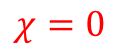 χ = 0